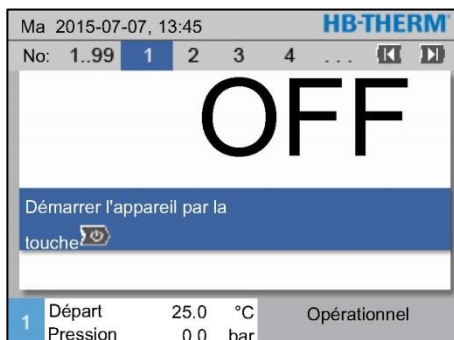 Ma 2015-07-07, 13:45 HB-THERM
No: 1..99 1 2 3 4 ...
OFF
Démarrer l'appareil par la
touche
1 Départ 25.0 °C Opérationnel
Pression 0.0 bar